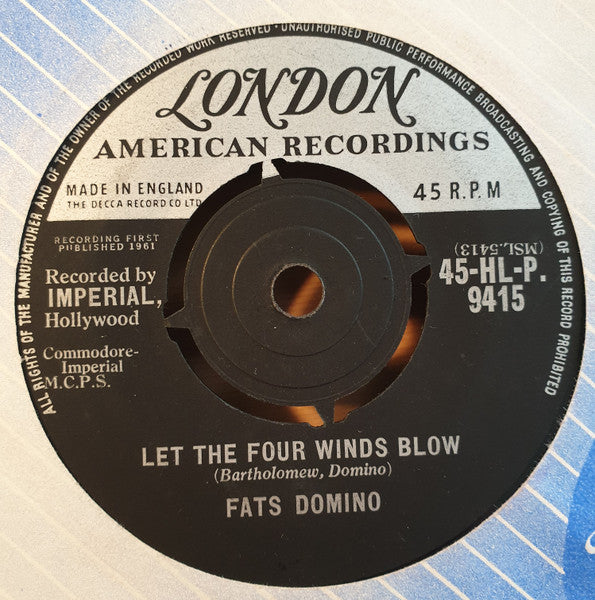 ALL RIGHTS OF THE MANUFACTURER AND OF THE OWNER OF THE RECORDED WORK RESERVED · UNAUTHORISED PUBLIC PERFORMANCE BROADCASTING AND COPYING OF THIS RECORD PROHIBITED
LONDON
AMERICAN RECORDINGS
MADE IN ENGLAND
THE DECCA RECORD CO LTD
45 R.P.M
RECORDING FIRST
PUBLISHED 1961
(MSL.5413)
Recorded by
IMPERIAL,
Hollywood
45-HL-P.
9415
Commodore-
Imperial
M.C.P.S.
LET THE FOUR WINDS BLOW
(Bartholomew, Domino)
FATS DOMINO